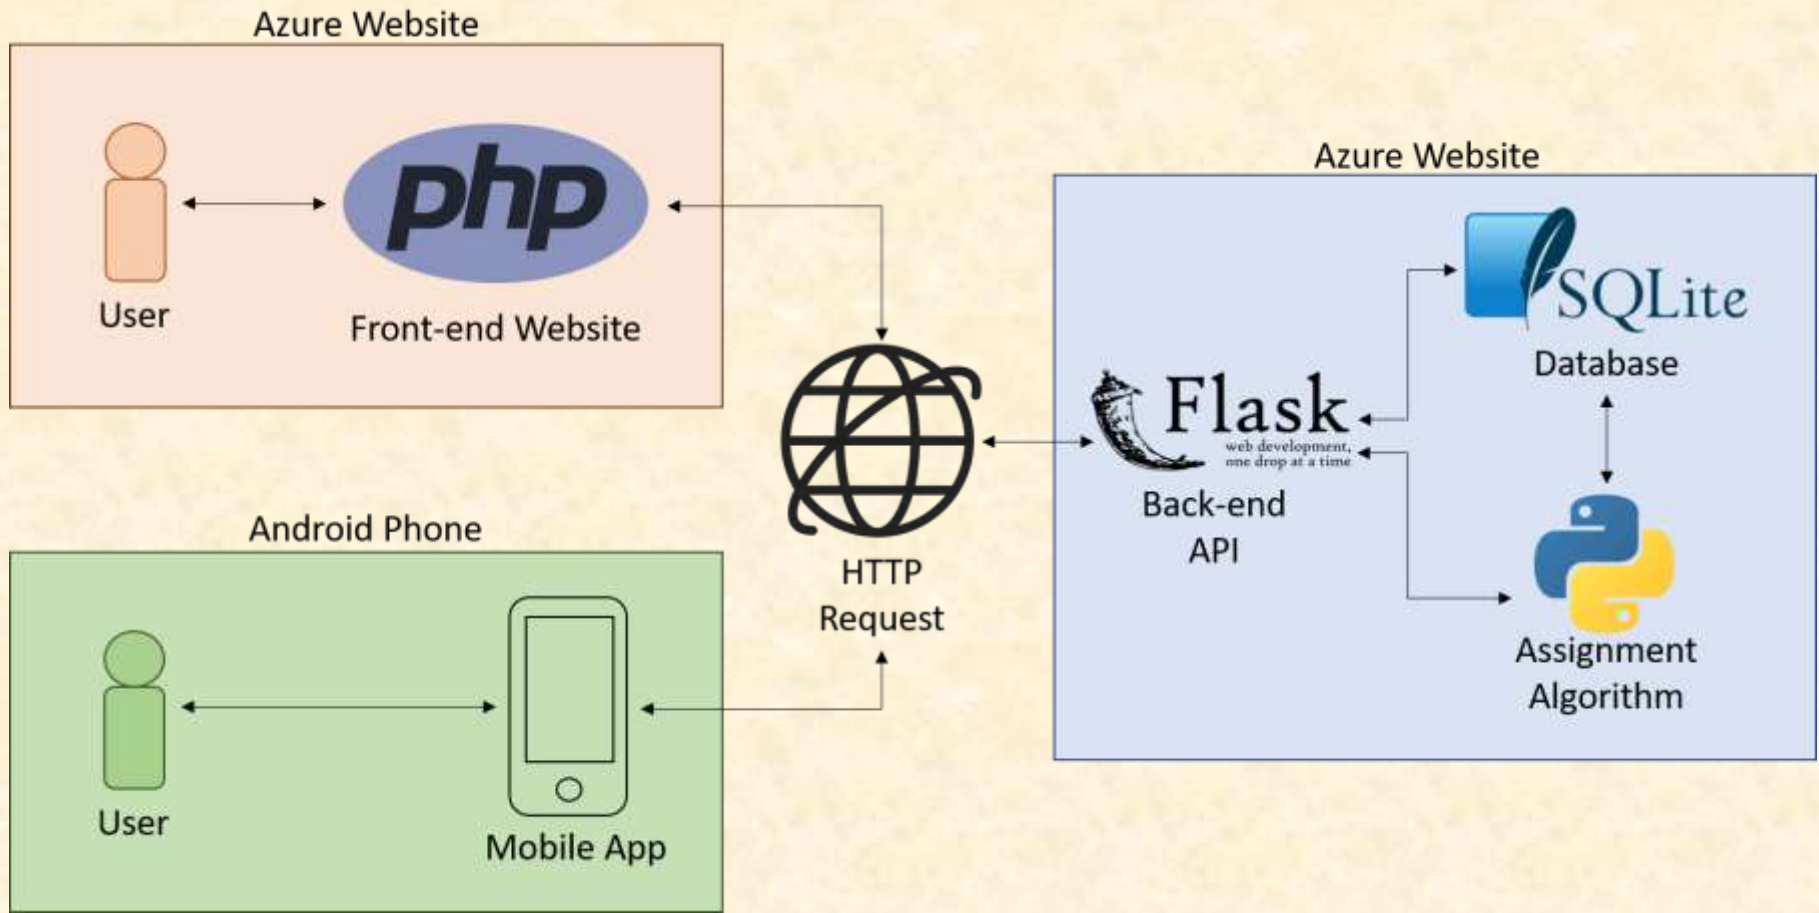 Azure Website
php
User
Front-end Website
Android Phone
User
Mobile App
HTTP
Request
Azure Website
SQLite
Database
Flask
web development,
one drop at a time
Back-end
API
Assignment
Algorithm